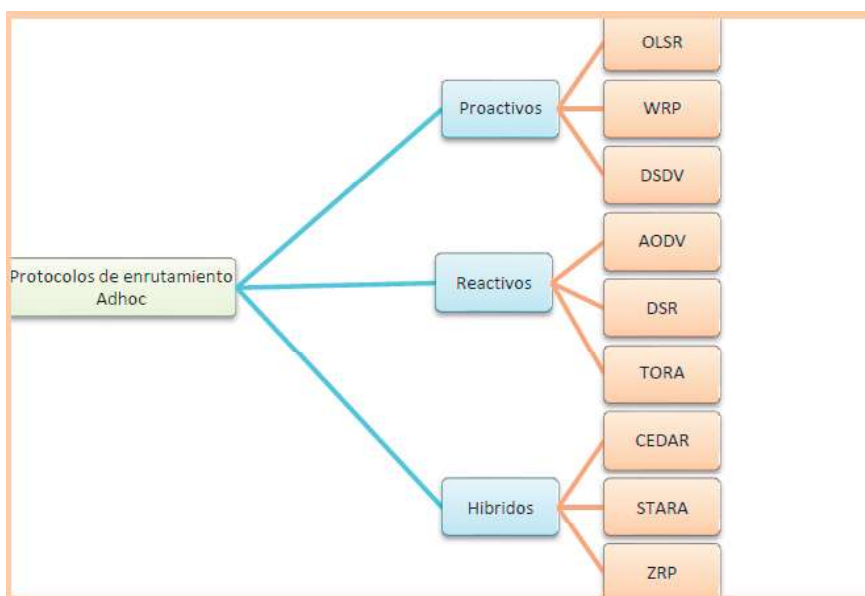 Protocolos de enrutamiento
Adhoc
Proactivos
OLSR
WRP
DSDV
Reactivos
AODV
DSR
TORA
Hibridos
CEDAR
STARA
ZRP